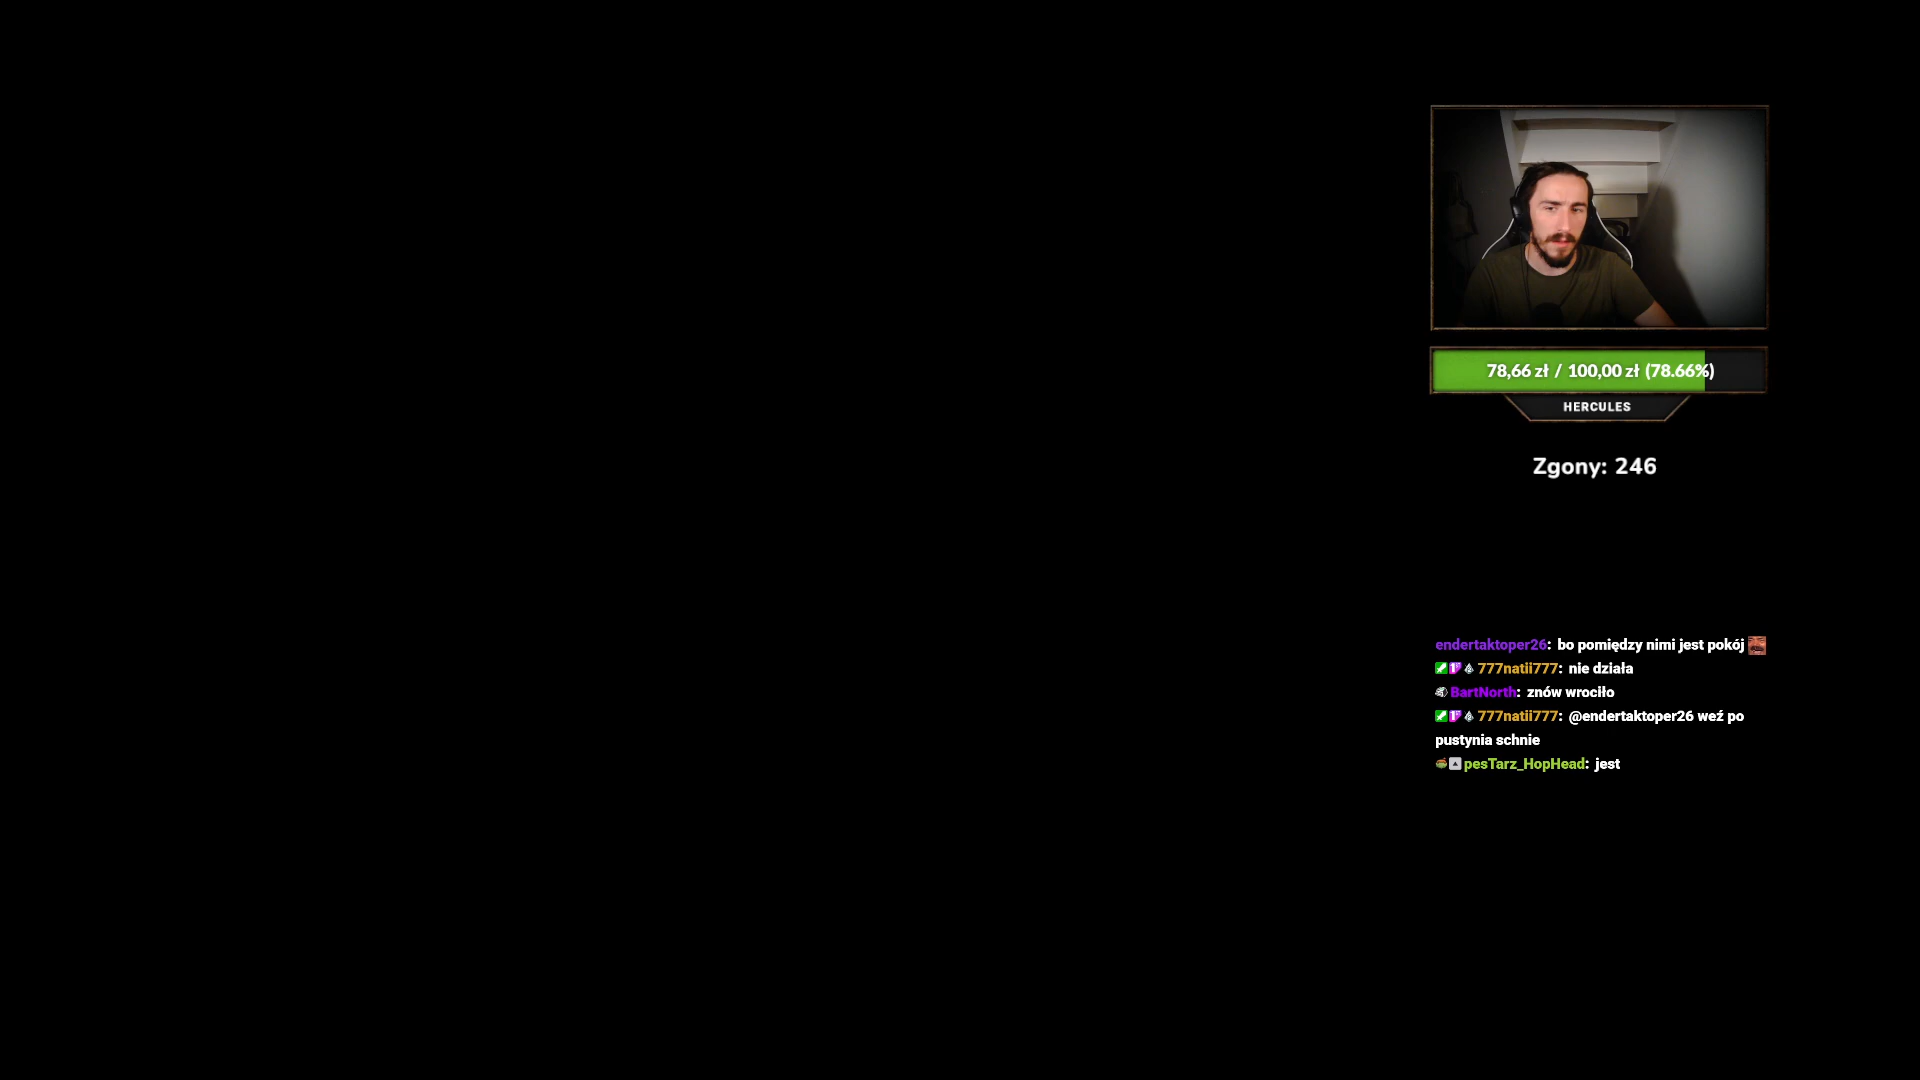 78,66 zł / 100,00 zł (78.66%)
HERCULES
Zgony: 246
endertaktoper26: bo pomiędzy nimi jest pokój
777natii777: nie działa
BartNorth: znów wrociło
777natii777: @endertaktoper26 weź po
pustynia schnie
pesTarz_HopHead: jest